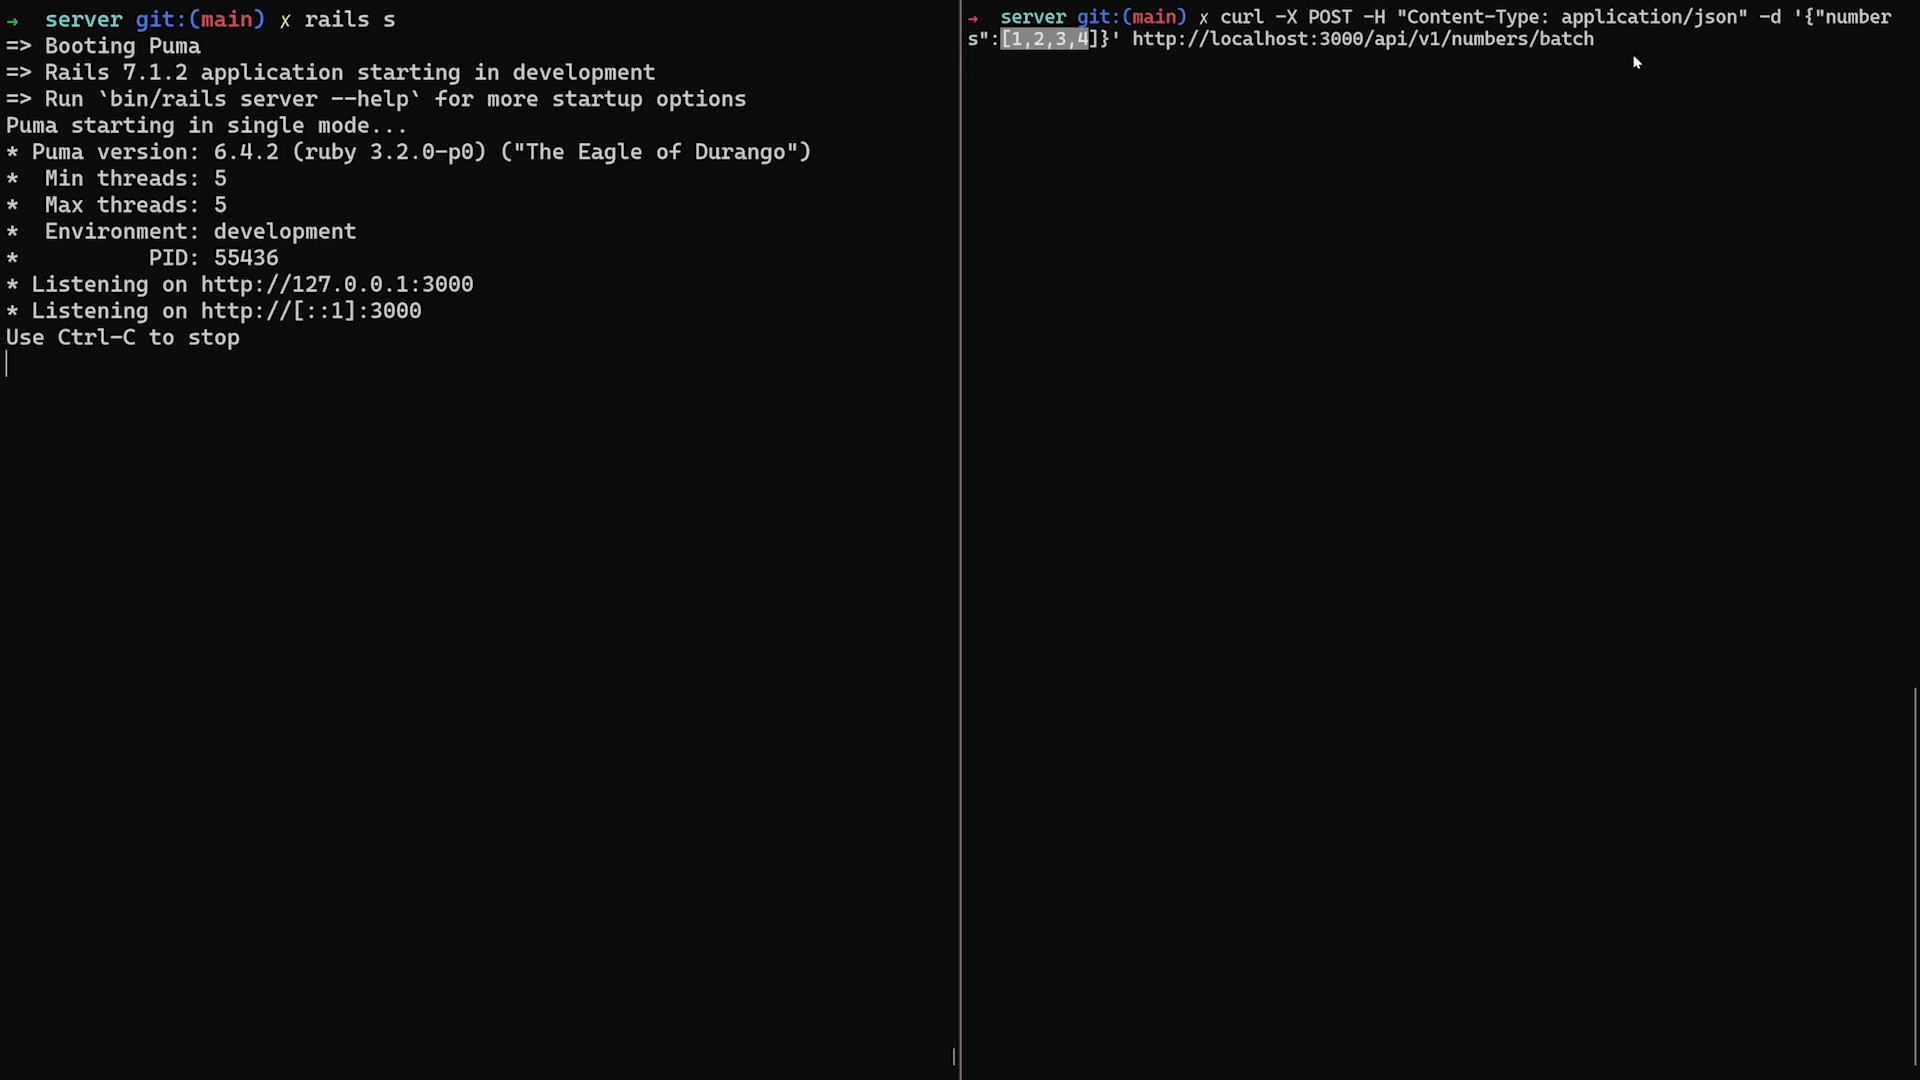 →  server git:(main) ✗ rails s
=> Booting Puma
=> Rails 7.1.2 application starting in development
=> Run `bin/rails server --help` for more startup options
Puma starting in single mode...
* Puma version: 6.4.2 (ruby 3.2.0-p0) ("The Eagle of Durango")
*  Min threads: 5
*  Max threads: 5
*  Environment: development
*          PID: 55436
* Listening on http://127.0.0.1:3000
* Listening on http://[::1]:3000
Use Ctrl-C to stop
→  server git:(main) ✗ curl -X POST -H "Content-Type: application/json" -d '{"number
s":[1,2,3,4]}' http://localhost:3000/api/v1/numbers/batch